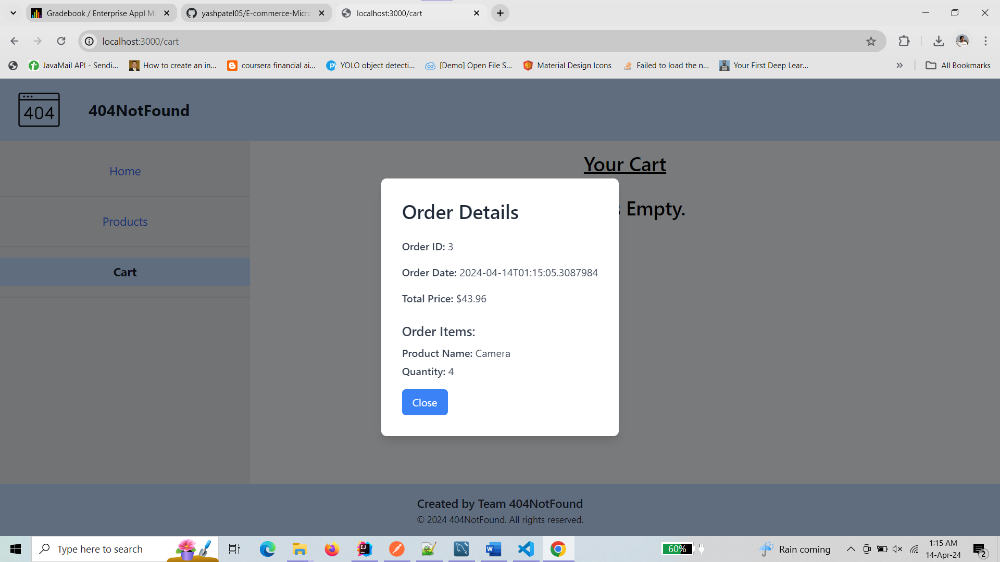 Gradebook / Enterprise Appl M
yashpatel05/E-commerce-Micro
localhost:3000/cart
localhost:3000/cart
JavaMail API - Sendi...
How to create an in...
coursera financial ai...
YOLO object detecti...
[Demo] Open File S...
Material Design Icons
Failed to load the n...
Your First Deep Lear...
All Bookmarks
404
404NotFound
Home
Products
Cart
Your Cart
Empty.
Order Details
Order ID: 3
Order Date: 2024-04-14T01:15:05.3087984
Total Price: $43.96
Order Items:
Product Name: Camera
Quantity: 4
Close
Created by Team 404NotFound
© 2024 404NotFound. All rights reserved.
Type here to search
60%
Rain coming
1:15 AM
14-Apr-24
2